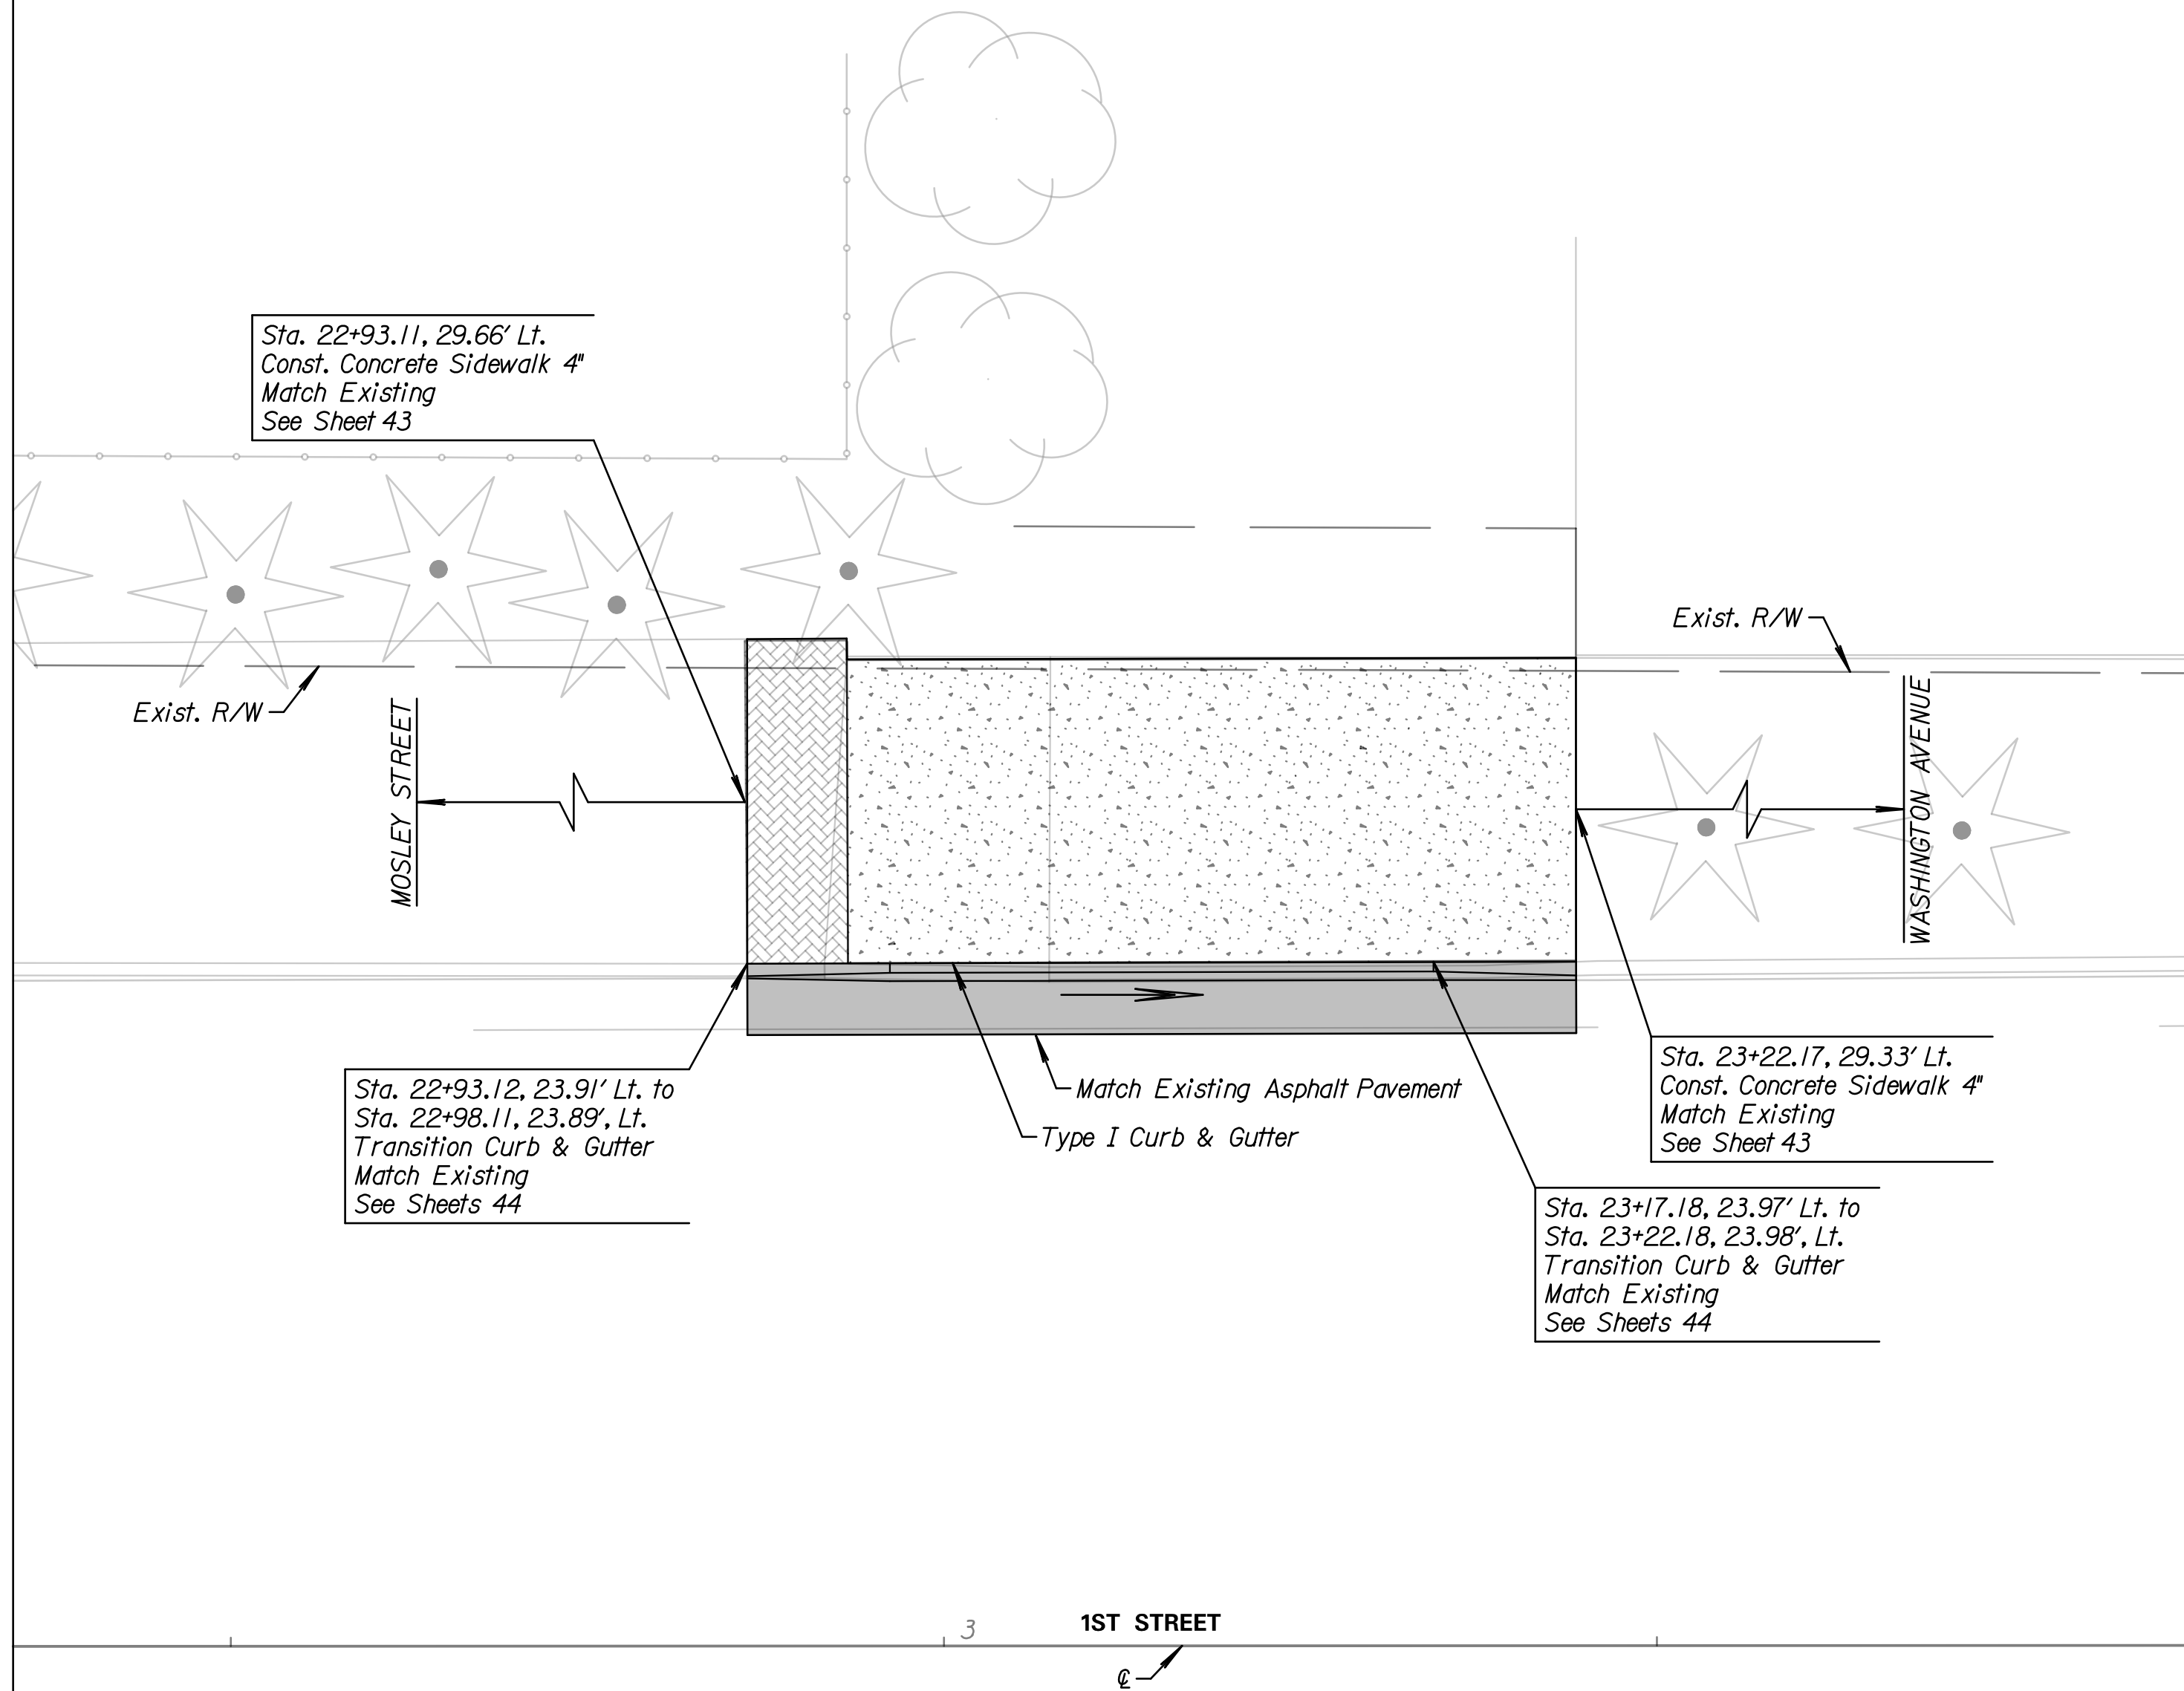 Sta. 22+93.11, 29.66' Lt.
Const. Concrete Sidewalk 4"
Match Existing
See Sheet 43
Exist. R/W
Exist. R/W
MOSLEY STREET
WASHINGTON AVENUE
Sta. 22+93.12, 23.91' Lt. to
Sta. 22+98.11, 23.89', Lt.
Transition Curb & Gutter
Match Existing
See Sheets 44
Match Existing Asphalt Pavement
Type I Curb & Gutter
Sta. 23+22.17, 29.33' Lt.
Const. Concrete Sidewalk 4"
Match Existing
See Sheet 43
Sta. 23+17.18, 23.97' Lt. to
Sta. 23+22.18, 23.98', Lt.
Transition Curb & Gutter
Match Existing
See Sheets 44
1ST STREET
3
℄